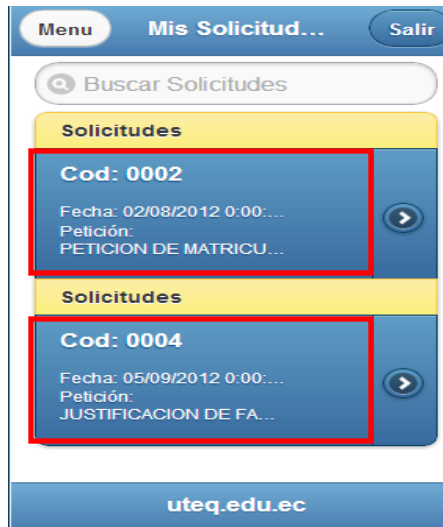 Menu Mis Solicitud... Salir
Buscar Solicitudes
Solicitudes
Cod: 0002
Fecha: 02/08/2012 0:00:...
Petición:
PETICION DE MATRICU...
Solicitudes
Cod: 0004
Fecha: 05/09/2012 0:00:...
Petición:
JUSTIFICACION DE FA...
uteq.edu.ec